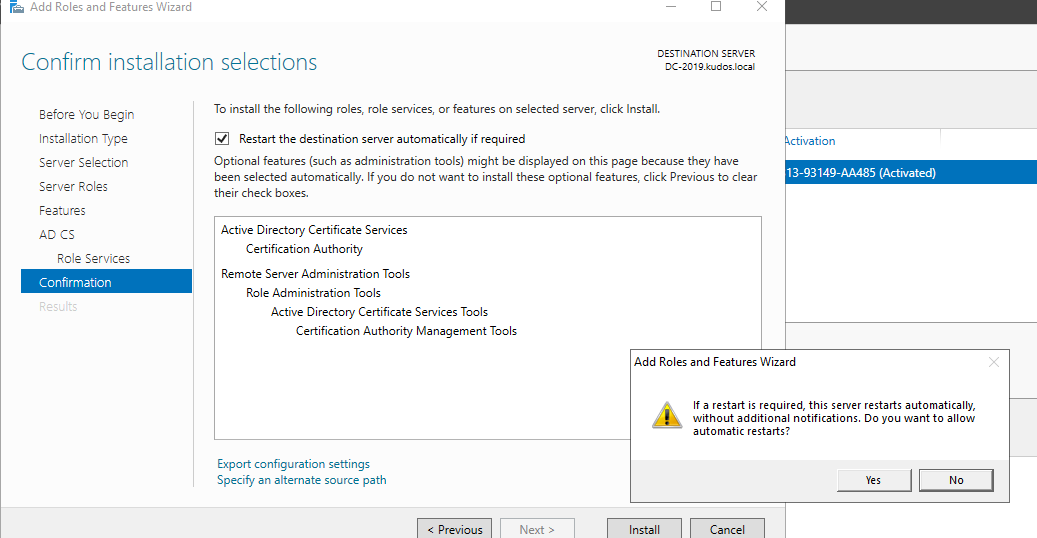 Add Roles and Features Wizard
Confirm installation selections
DESTINATION SERVER
DC-2019.kudos.local
Before You Begin
Installation Type
Server Selection
Server Roles
Features
AD CS
Role Services
Confirmation
Results
To install the following roles, role services, or features on selected server, click Install.
Restart the destination server automatically if required
Optional features (such as administration tools) might be displayed on this page because they have
been selected automatically. If you do not want to install these optional features, click Previous to clear
their check boxes.
Active Directory Certificate Services
Certification Authority
Remote Server Administration Tools
Role Administration Tools
Active Directory Certificate Services Tools
Certification Authority Management Tools
Export configuration settings
Specify an alternate source path
< Previous
Next >
Install
Cancel
Activation
13-93149-AA485 (Activated)
Add Roles and Features Wizard
If a restart is required, this server restarts automatically,
without additional notifications. Do you want to allow
automatic restarts?
Yes
No